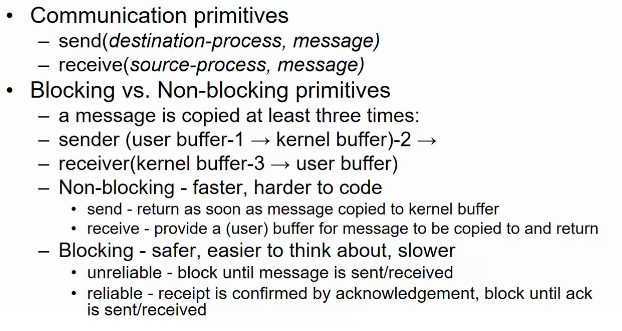 • Communication primitives
– send(destination-process, message)
– receive(source-process, message)
• Blocking vs. Non-blocking primitives
– a message is copied at least three times:
– sender (user buffer-1 → kernel buffer)-2 →
– receiver(kernel buffer-3 → user buffer)
– Non-blocking - faster, harder to code
• send - return as soon as message copied to kernel buffer
• receive - provide a (user) buffer for message to be copied to and return
– Blocking - safer, easier to think about, slower
• unreliable - block until message is sent/received
• reliable - receipt is confirmed by acknowledgement, block until ack
is sent/received